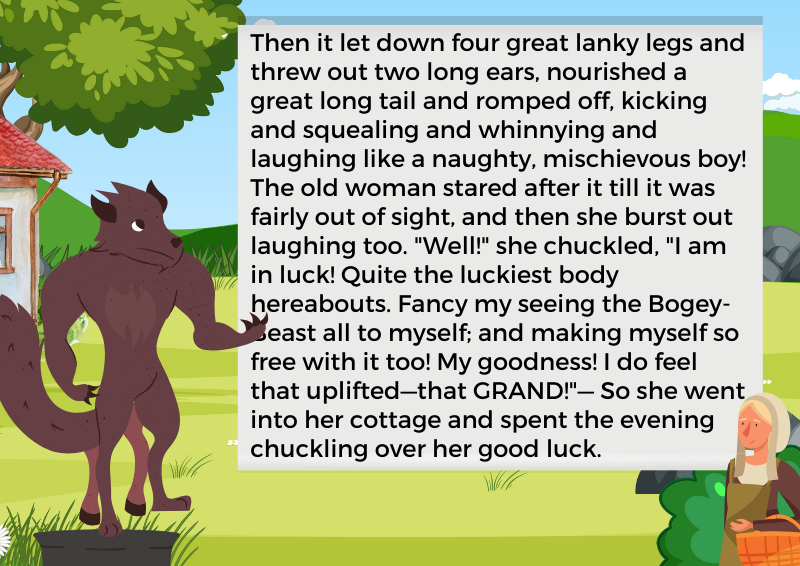 Then it let down four great lanky legs and
threw out two long ears, nourished a
great long tail and romped off, kicking
and squealing and whinnying and
laughing like a naughty, mischievous boy!
The old woman stared after it till it was
fairly out of sight, and then she burst out
laughing too. "Well!" she chuckled, "I am
in luck! Quite the luckiest body
hereabouts. Fancy my seeing the Bogey-
Beast all to myself; and making myself so
free with it too! My goodness! I do feel
that uplifted—that GRAND!"— So she went
into her cottage and spent the evening
chuckling over her good luck.